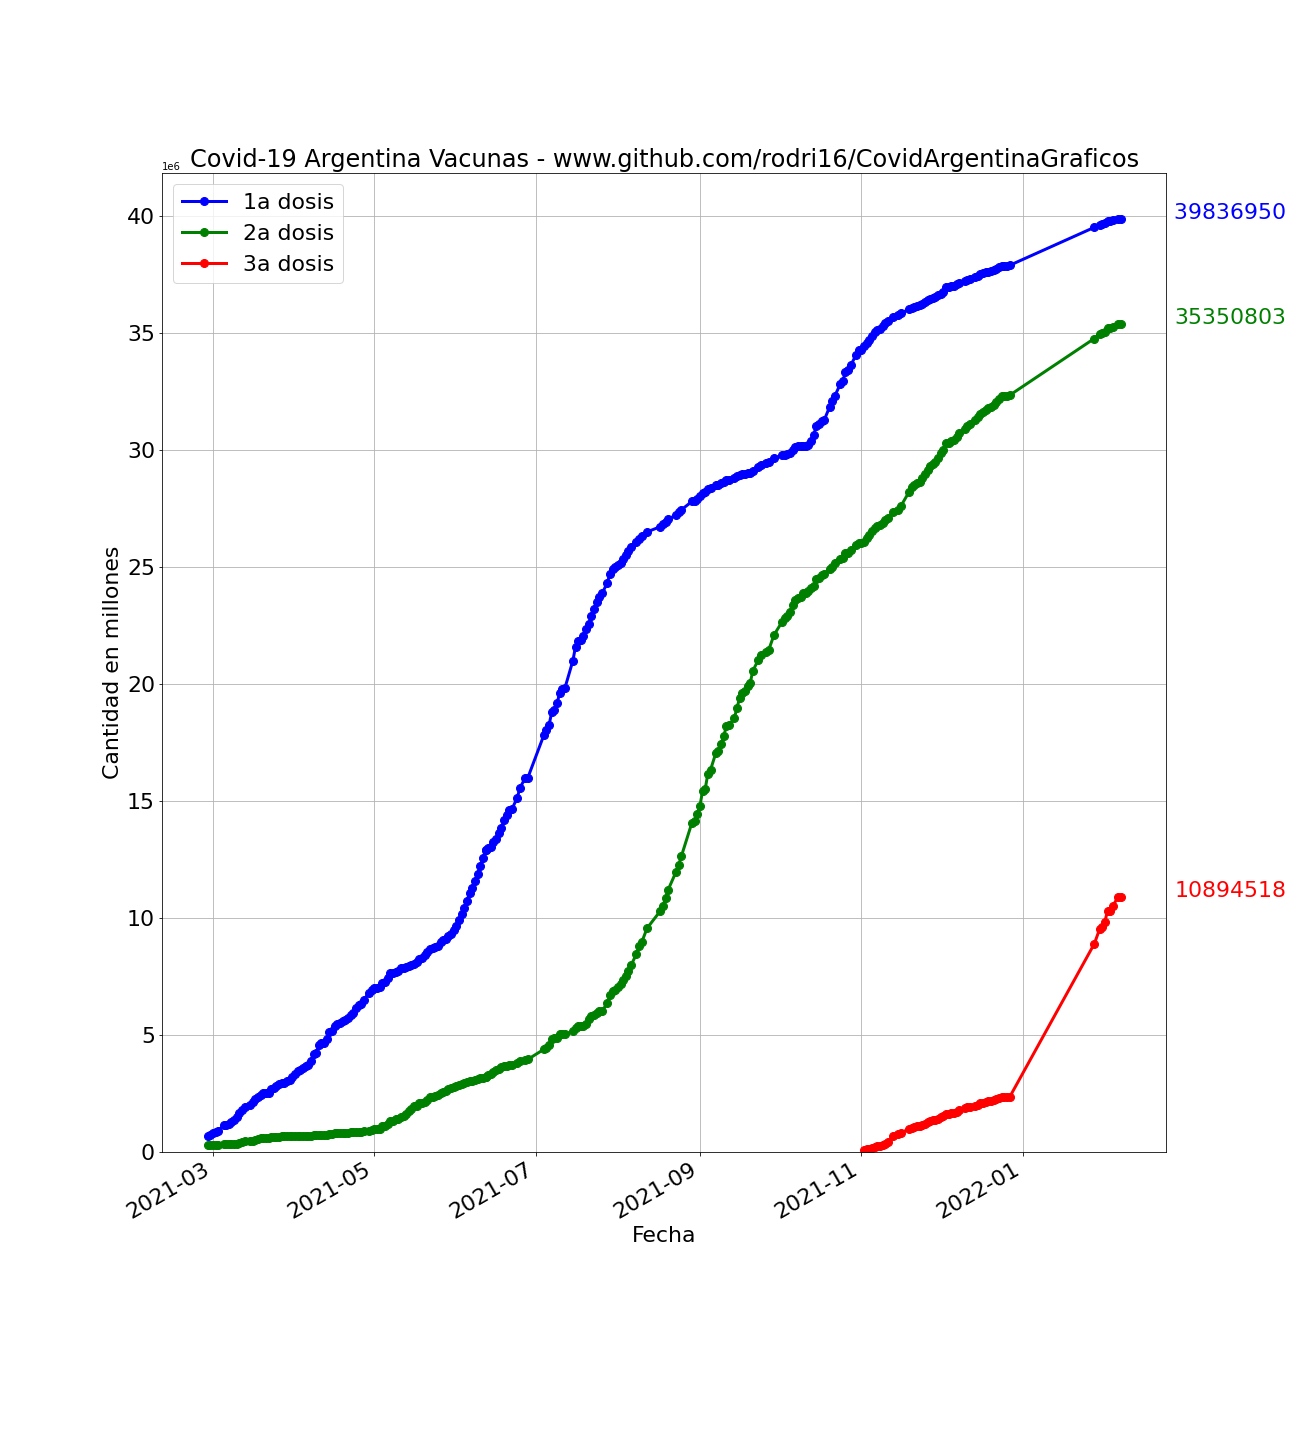 Covid-19 Argentina Vacunas - www.github.com/rodri16/CovidArgentinaGraficos
1e6
1a dosis
2a dosis
3a dosis
39836950
35350803
10894518
Cantidad en millones
40
35
30
25
20
15
10
5
0
2021-03
2021-05
2021-07
2021-09
2021-11
2022-01
Fecha